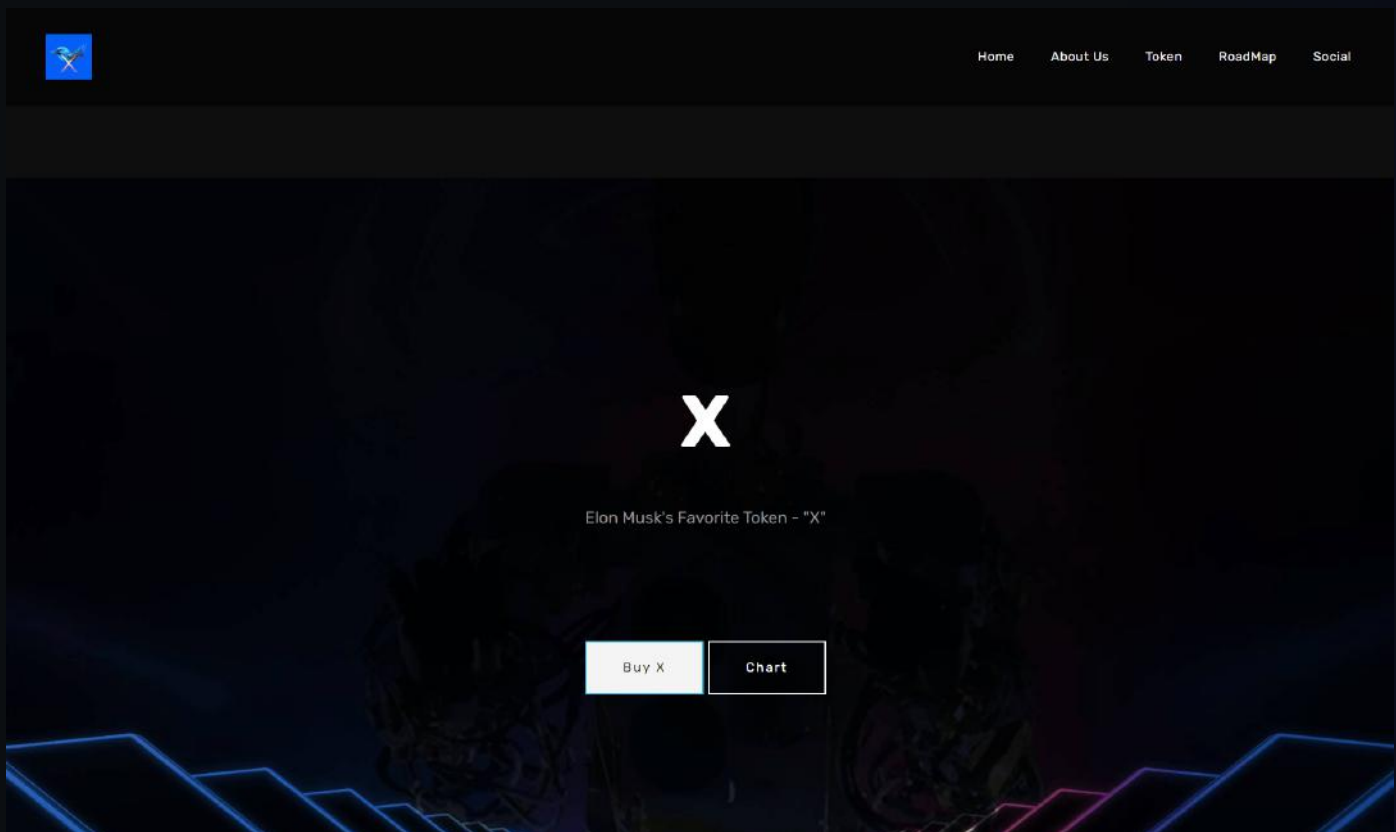 Home About Us Token RoadMap Social
X
Elon Musk's Favorite Token - "X"
Buy X Chart